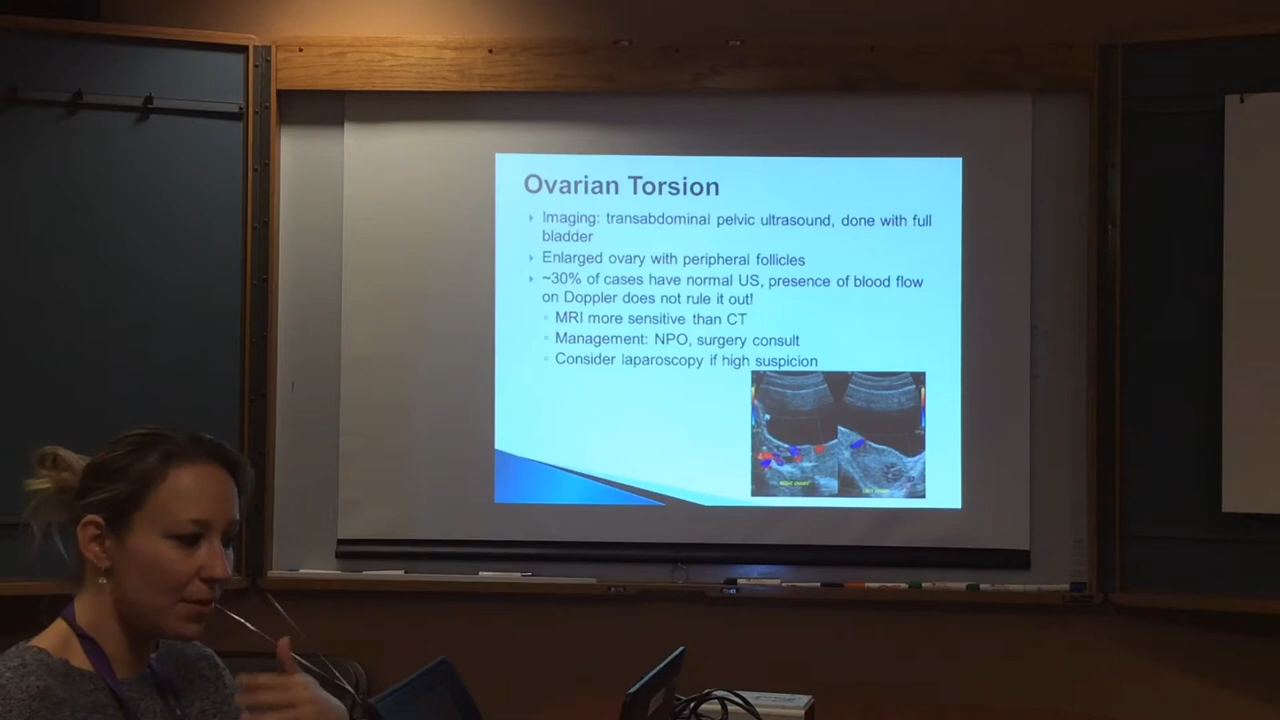 Ovarian Torsion
Imaging: transabdominal pelvic ultrasound, done with full
bladder
Enlarged ovary with peripheral follicles
~30% of cases have normal US, presence of blood flow
on Doppler does not rule it out!
MRI more sensitive than CT
Management: NPO, surgery consult
Consider laparoscopy if high suspicion